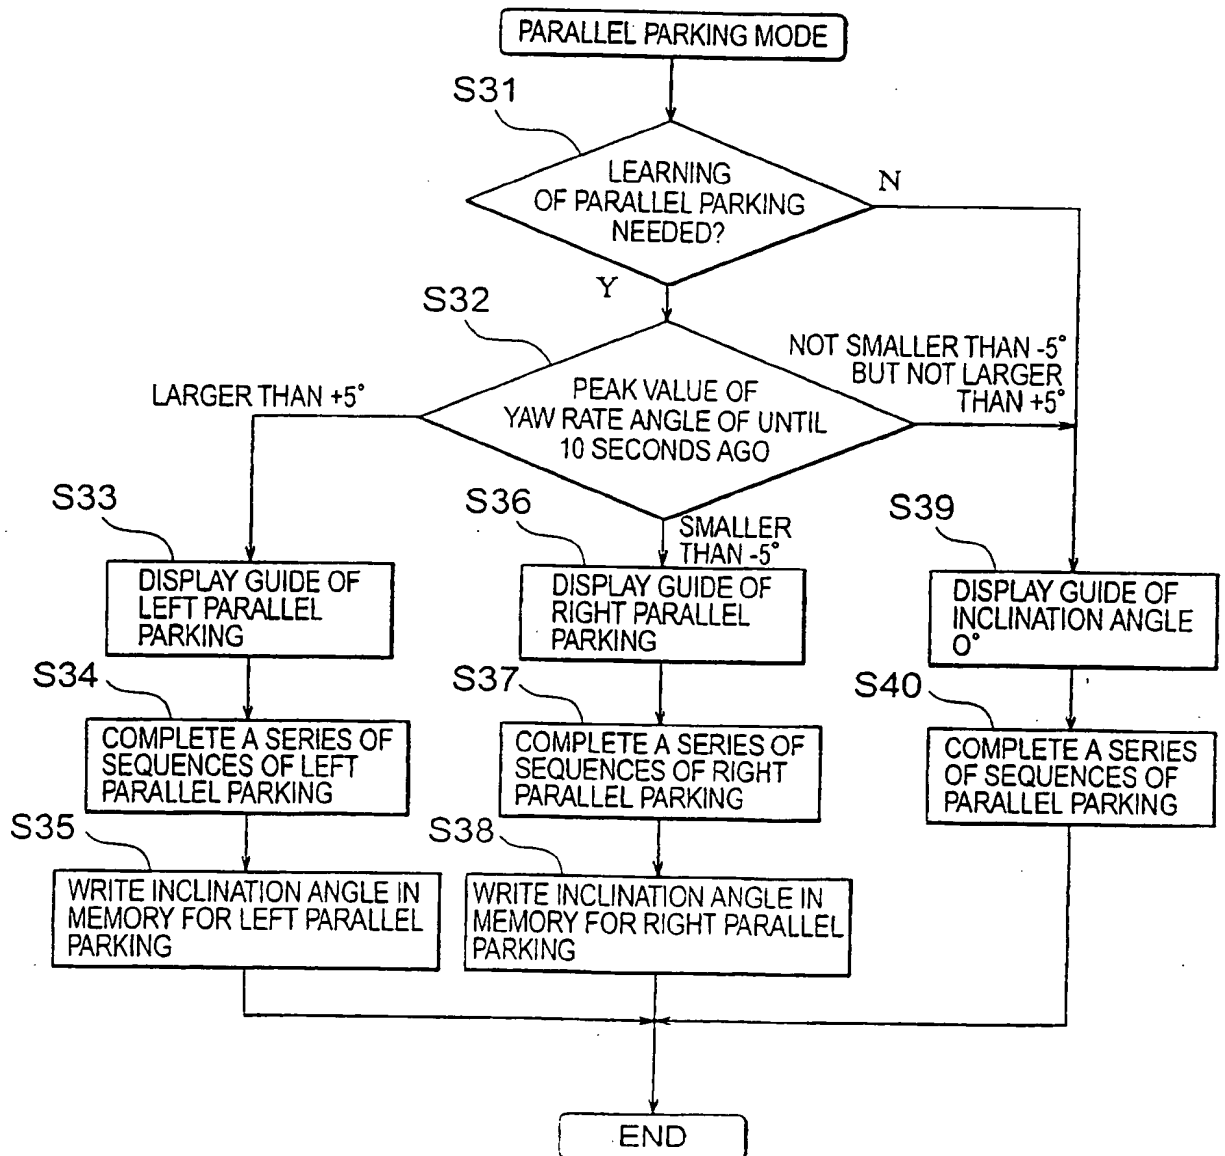 PARALLEL PARKING MODE
S31
LEARNING
OF PARALLEL PARKING
NEEDED?
N
Y
S32
PEAK VALUE OF
YAW RATE ANGLE OF UNTIL
10 SECONDS AGO
LARGER THAN +5°
NOT SMALLER THAN -5°
BUT NOT LARGER
THAN +5°
SMALLER
THAN -5°
S33
DISPLAY GUIDE OF
LEFT PARALLEL
PARKING
S34
COMPLETE A SERIES OF
SEQUENCES OF LEFT
PARALLEL PARKING
S35
WRITE INCLINATION ANGLE IN
MEMORY FOR LEFT PARALLEL
PARKING
S36
DISPLAY GUIDE OF
RIGHT PARALLEL
PARKING
S37
COMPLETE A SERIES OF
SEQUENCES OF RIGHT
PARALLEL PARKING
S38
WRITE INCLINATION ANGLE IN
MEMORY FOR RIGHT PARALLEL
PARKING
S39
DISPLAY GUIDE OF
INCLINATION ANGLE
0°
S40
COMPLETE A SERIES
OF SEQUENCES OF
PARALLEL PARKING
END